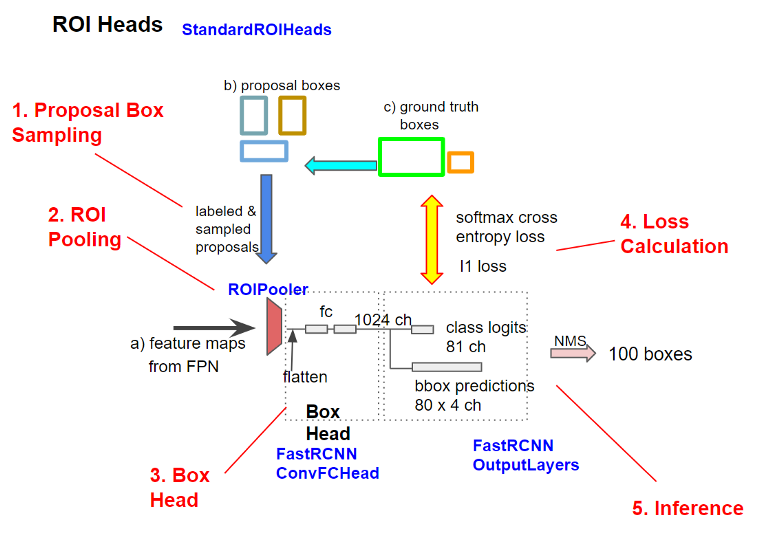 ROI Heads
StandardROIHeads
b) proposal boxes
c) ground truth
boxes
1. Proposal Box
Sampling
labeled &
sampled
proposals
2. ROI
Pooling
softmax cross
entropy loss
l1 loss
4. Loss
Calculation
ROIPooler
fc
1024 ch
a) feature maps
from FPN
class logits
81 ch
NMS
100 boxes
flatten
bbox predictions
80 x 4 ch
Box
Head
FastRCNN
ConvFCHead
FastRCNN
OutputLayers
3. Box
Head
5. Inference